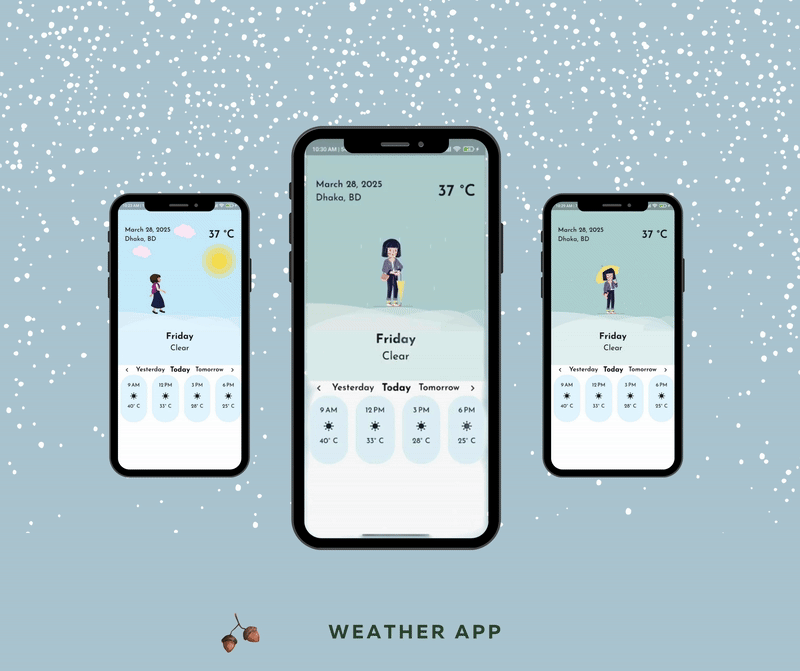 March 28, 2025
Dhaka, BD
37 °C
Friday
Clear
‹ Yesterday Today Tomorrow ›
9 AM 12 PM 3 PM 6 PM
40° C 33° C 28° C 25° C
10:30 AM
March 28, 2025
Dhaka, BD
37 °C
Friday
Clear
‹ Yesterday Today Tomorrow ›
9 AM 12 PM 3 PM 6 PM
40° C 33° C 28° C 25° C
March 28, 2025
Dhaka, BD
37 °C
Friday
Clear
‹ Yesterday Today Tomorrow ›
9 AM 12 PM 3 PM 6 PM
40° C 33° C 28° C 25° C
WEATHER APP